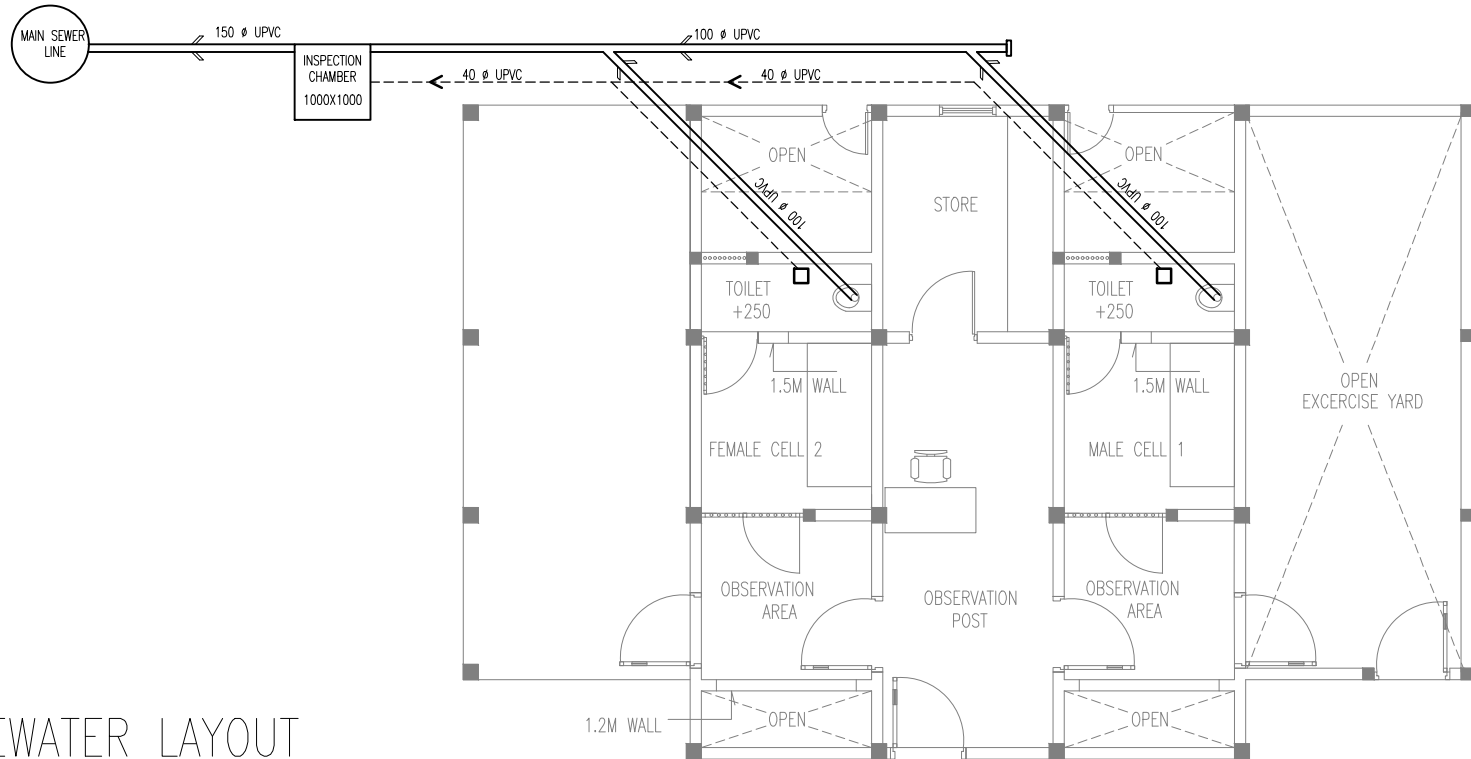 MAIN SEWER
LINE
150 ø UPVC
100 ø UPVC
INSPECTION
CHAMBER
1000X1000
40 ø UPVC
40 ø UPVC
OPEN
OPEN
100 ø UPVC
100 ø UPVC
STORE
TOILET
+250
TOILET
+250
1.5M WALL
1.5M WALL
OPEN
EXCERCISE YARD
FEMALE CELL 2
MALE CELL 1
OBSERVATION
AREA
OBSERVATION
POST
OBSERVATION
AREA
1.2M WALL
OPEN
OPEN
EWATER LAYOUT